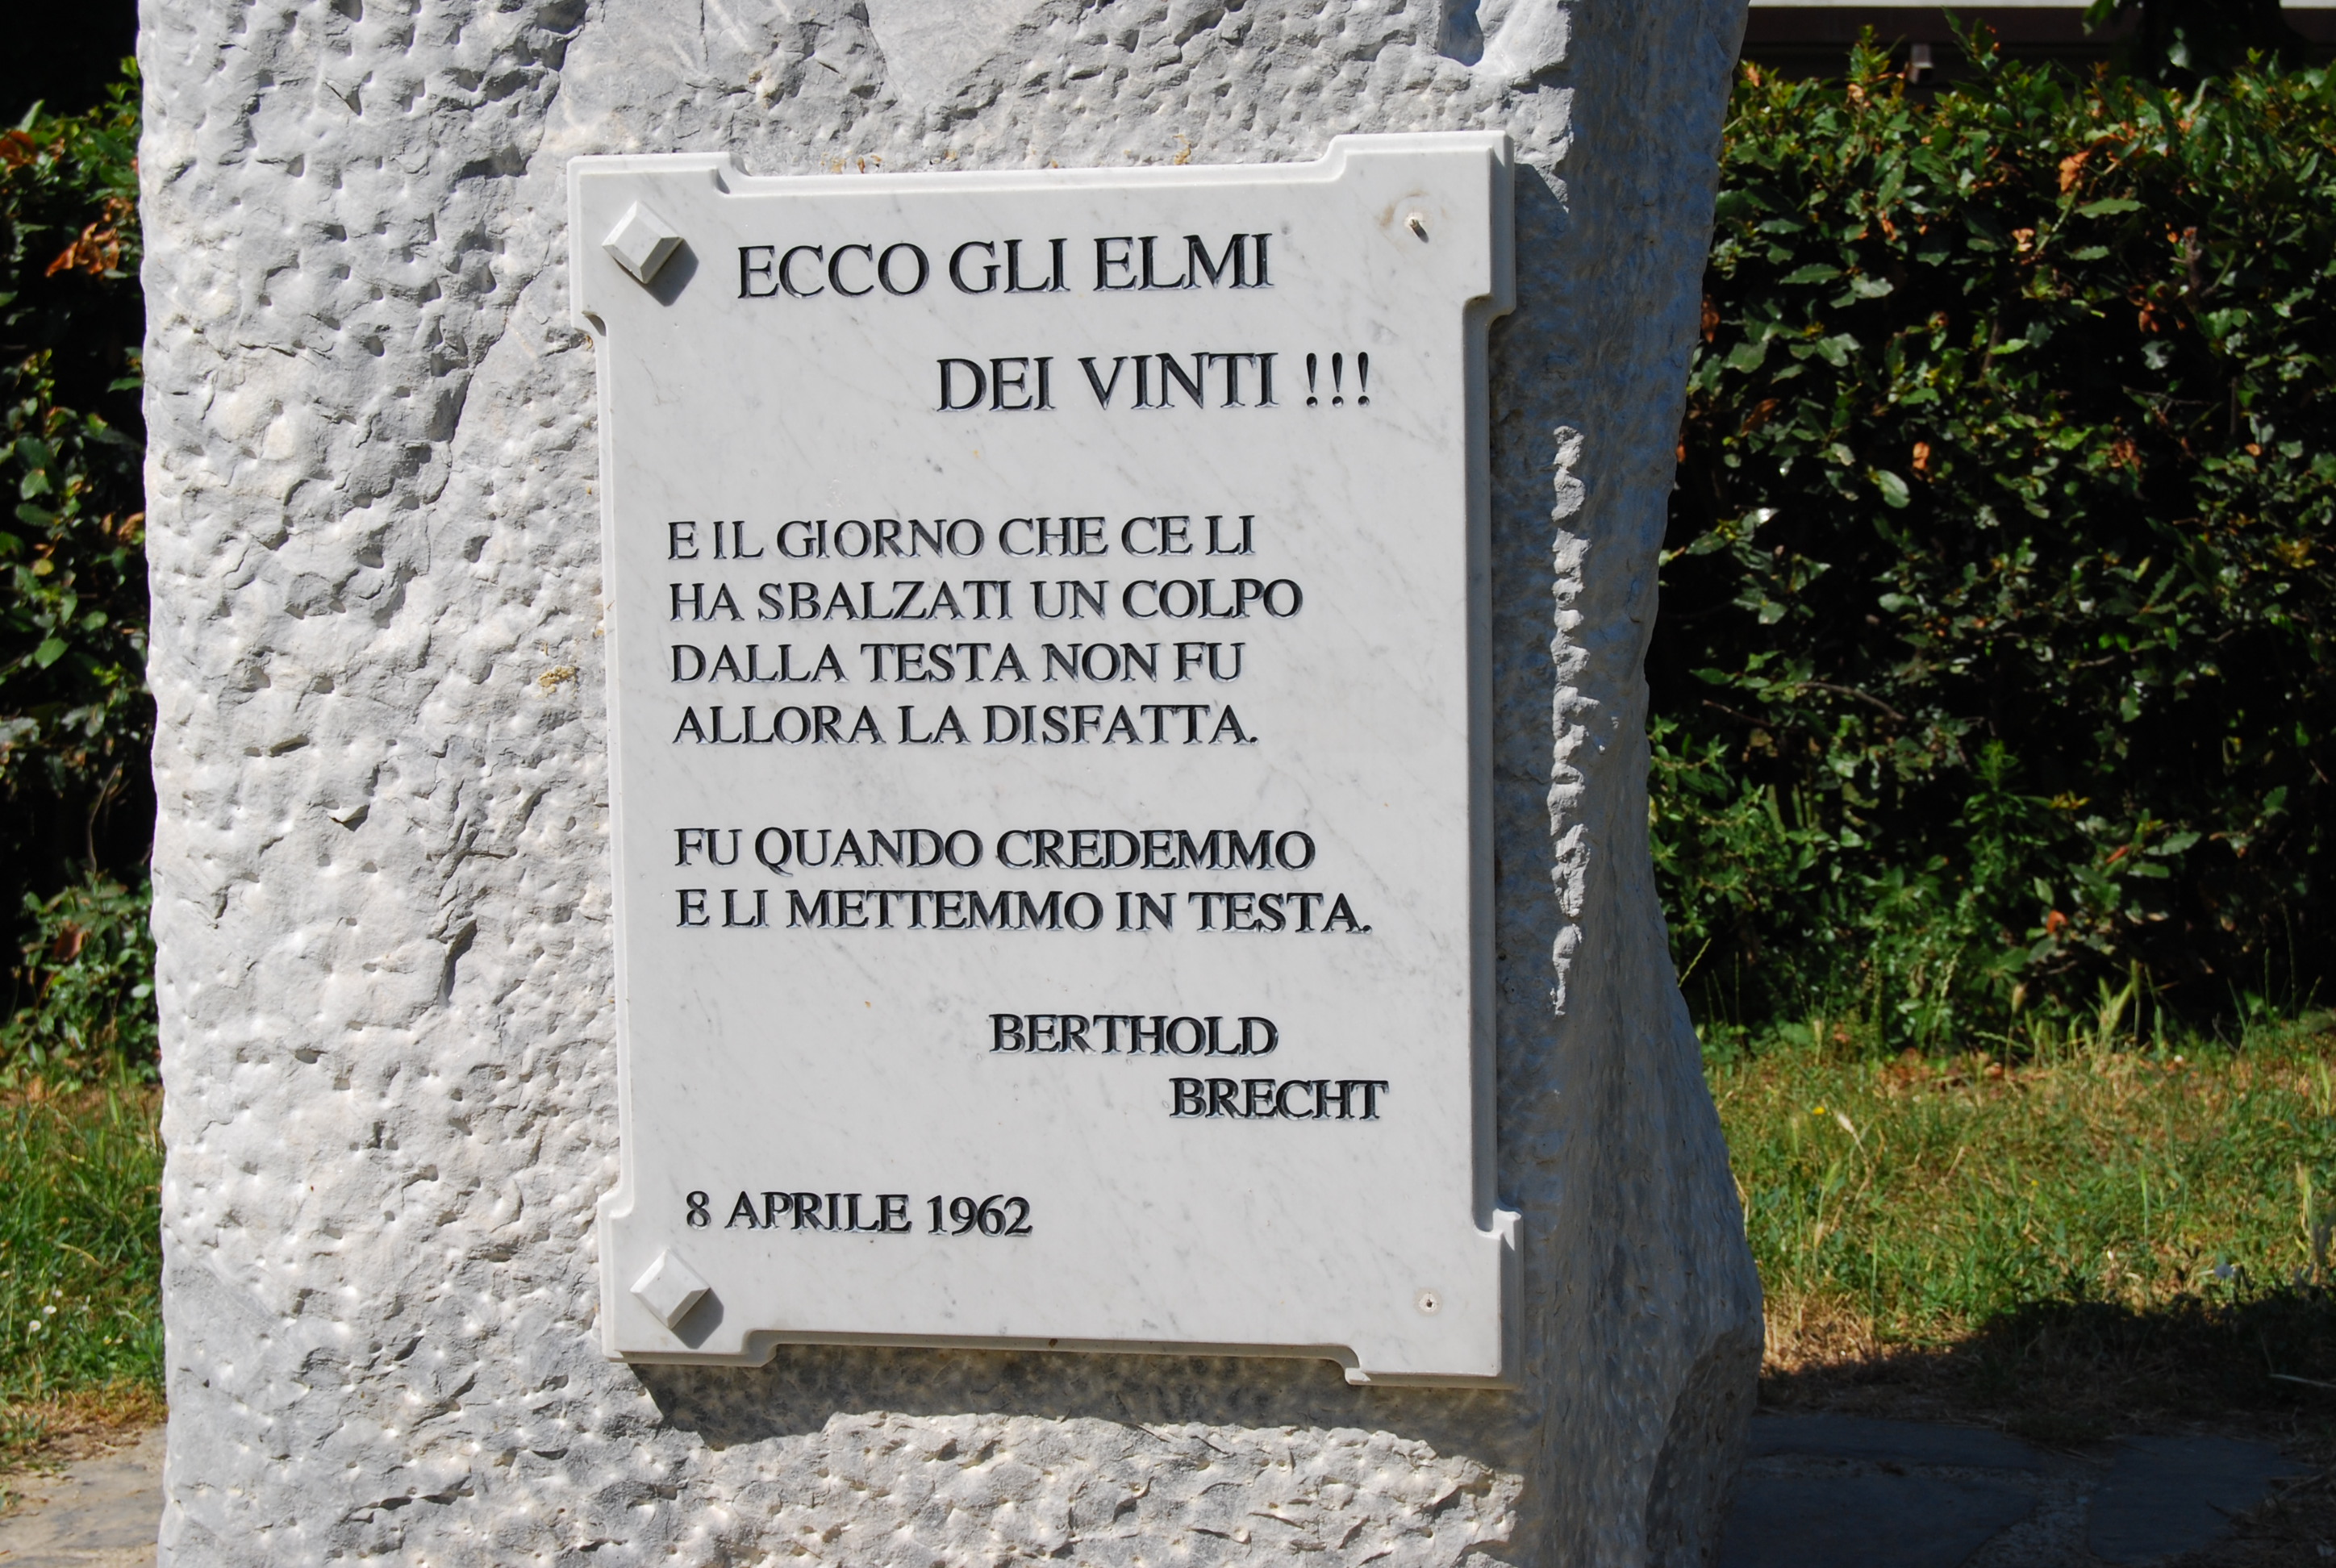 ECCO GLI ELMI
DEI VINTI !!!
E IL GIORNO CHE CE LI
HA SBALZATI UN COLPO
DALLA TESTA NON FU
ALLORA LA DISFATTA.
FU QUANDO CREDEMMO
E LI METTEMMO IN TESTA.
BERTHOLD
BRECHT
8 APRILE 1962